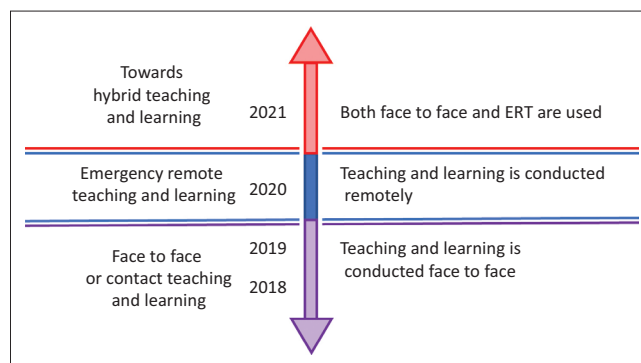 Towards
hybrid teaching
and learning
2021
Both face to face and ERT are used
Emergency remote
teaching and learning
2020
Teaching and learning is conducted
remotely
Face to face
or contact teaching
and learning
2019
2018
Teaching and learning is
conducted face to face